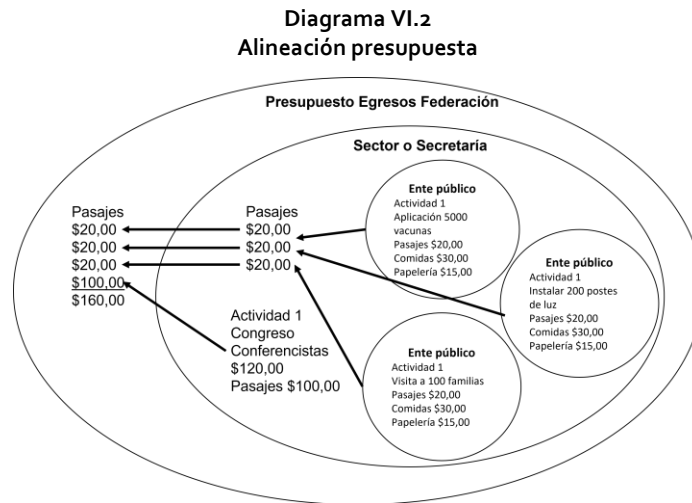 Diagrama VI.2
Alineación presupuesta
Presupuesto Egresos Federación
Sector o Secretaría
Pasajes
$20,00
$20,00
$20,00
$100,00
$160,00
Pasajes
$20,00
$20,00
$20,00
Actividad 1
Congreso
Conferencistas
$120,00
Pasajes $100,00
Ente público
Actividad 1
Aplicación 5000
vacunas
Pasajes $20,00
Comidas $30,00
Papelería $15,00
Ente público
Actividad 1
Instalar 200 postes
de luz
Pasajes $20,00
Comidas $30,00
Papelería $15,00
Ente público
Actividad 1
Visita a 100 familias
Pasajes $20,00
Comidas $30,00
Papelería $15,00